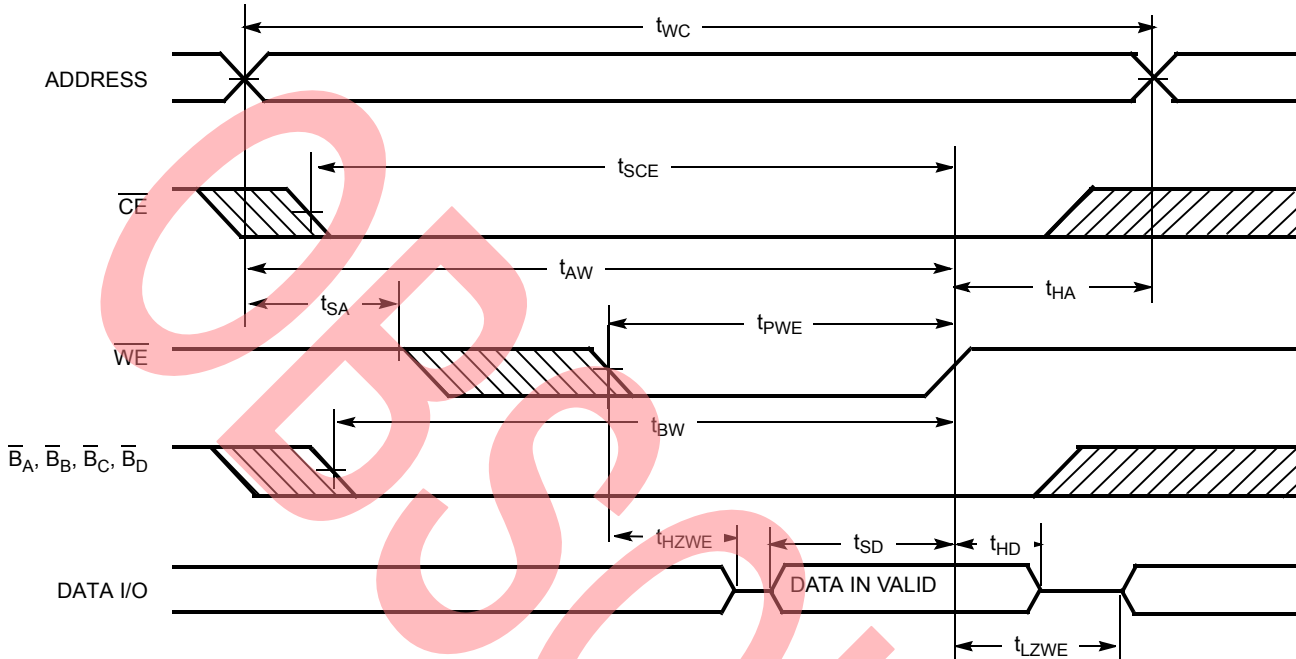 tWC
ADDRESS
tSCE
CE
tAW
tSA
tHA
tPWE
WE
tBW
BA, BB, BC, BD
tHZWE
tSD
tHD
DATA I/O
DATA IN VALID
tLZWE
OBSO